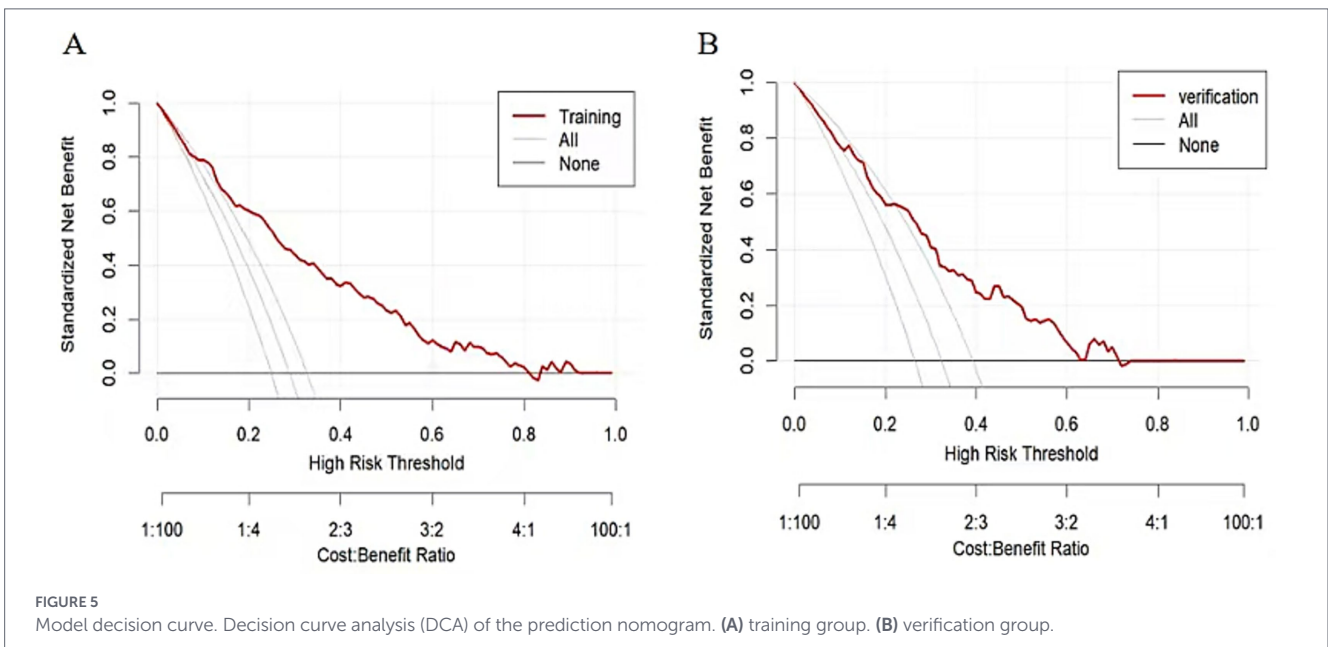 A
Standardized Net Benefit
1.0
0.8
0.6
0.4
0.2
0.0
Training
All
None
0.0 0.2 0.4 0.6 0.8 1.0
High Risk Threshold
1:100 1:4 2:3 3:2 4:1 100:1
Cost:Benefit Ratio
B
Standardized Net Benefit
1.0
0.8
0.6
0.4
0.2
0.0
verification
All
None
0.0 0.2 0.4 0.6 0.8 1.0
High Risk Threshold
1:100 1:4 2:3 3:2 4:1 100:1
Cost:Benefit Ratio
FIGURE 5
Model decision curve. Decision curve analysis (DCA) of the prediction nomogram. (A) training group. (B) verification group.